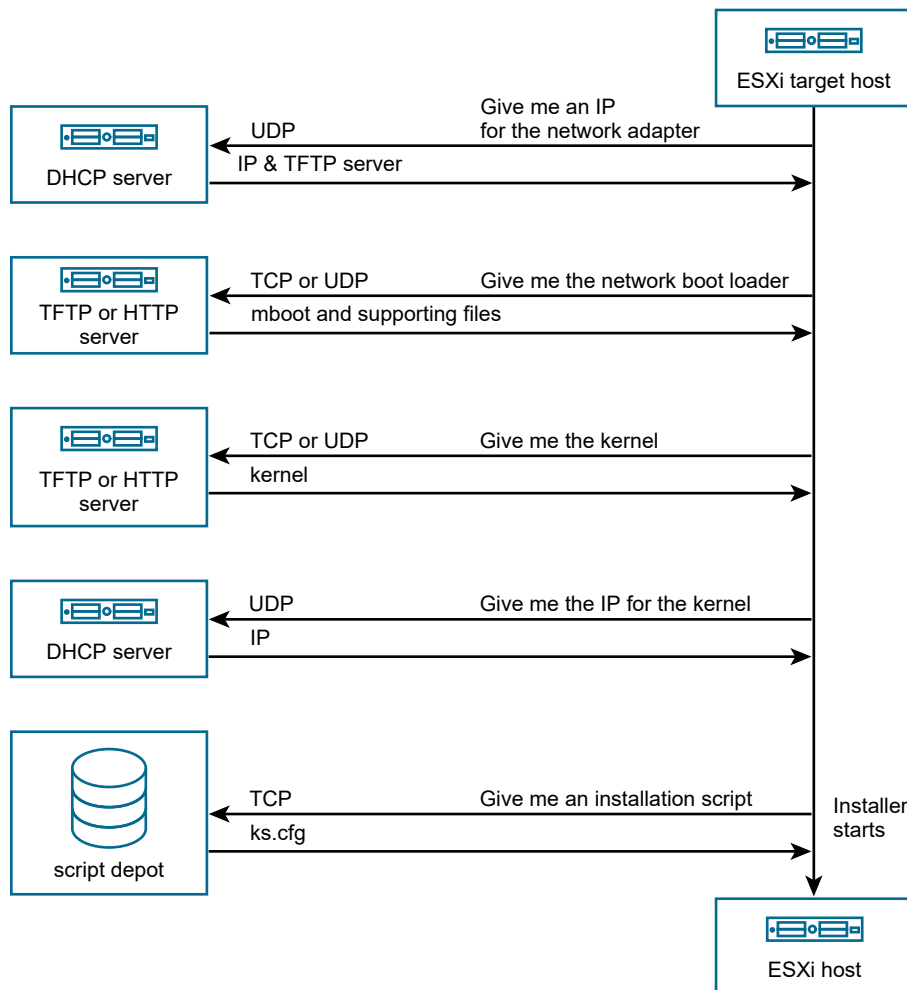 ESXi target host
Give me an IP
for the network adapter
UDP
IP & TFTP server
DHCP server
TCP or UDP
Give me the network boot loader
mboot and supporting files
TFTP or HTTP
server
TCP or UDP
Give me the kernel
kernel
TFTP or HTTP
server
UDP
Give me the IP for the kernel
IP
DHCP server
TCP
Give me an installation script
ks.cfg
script depot
Installer
starts
ESXi host